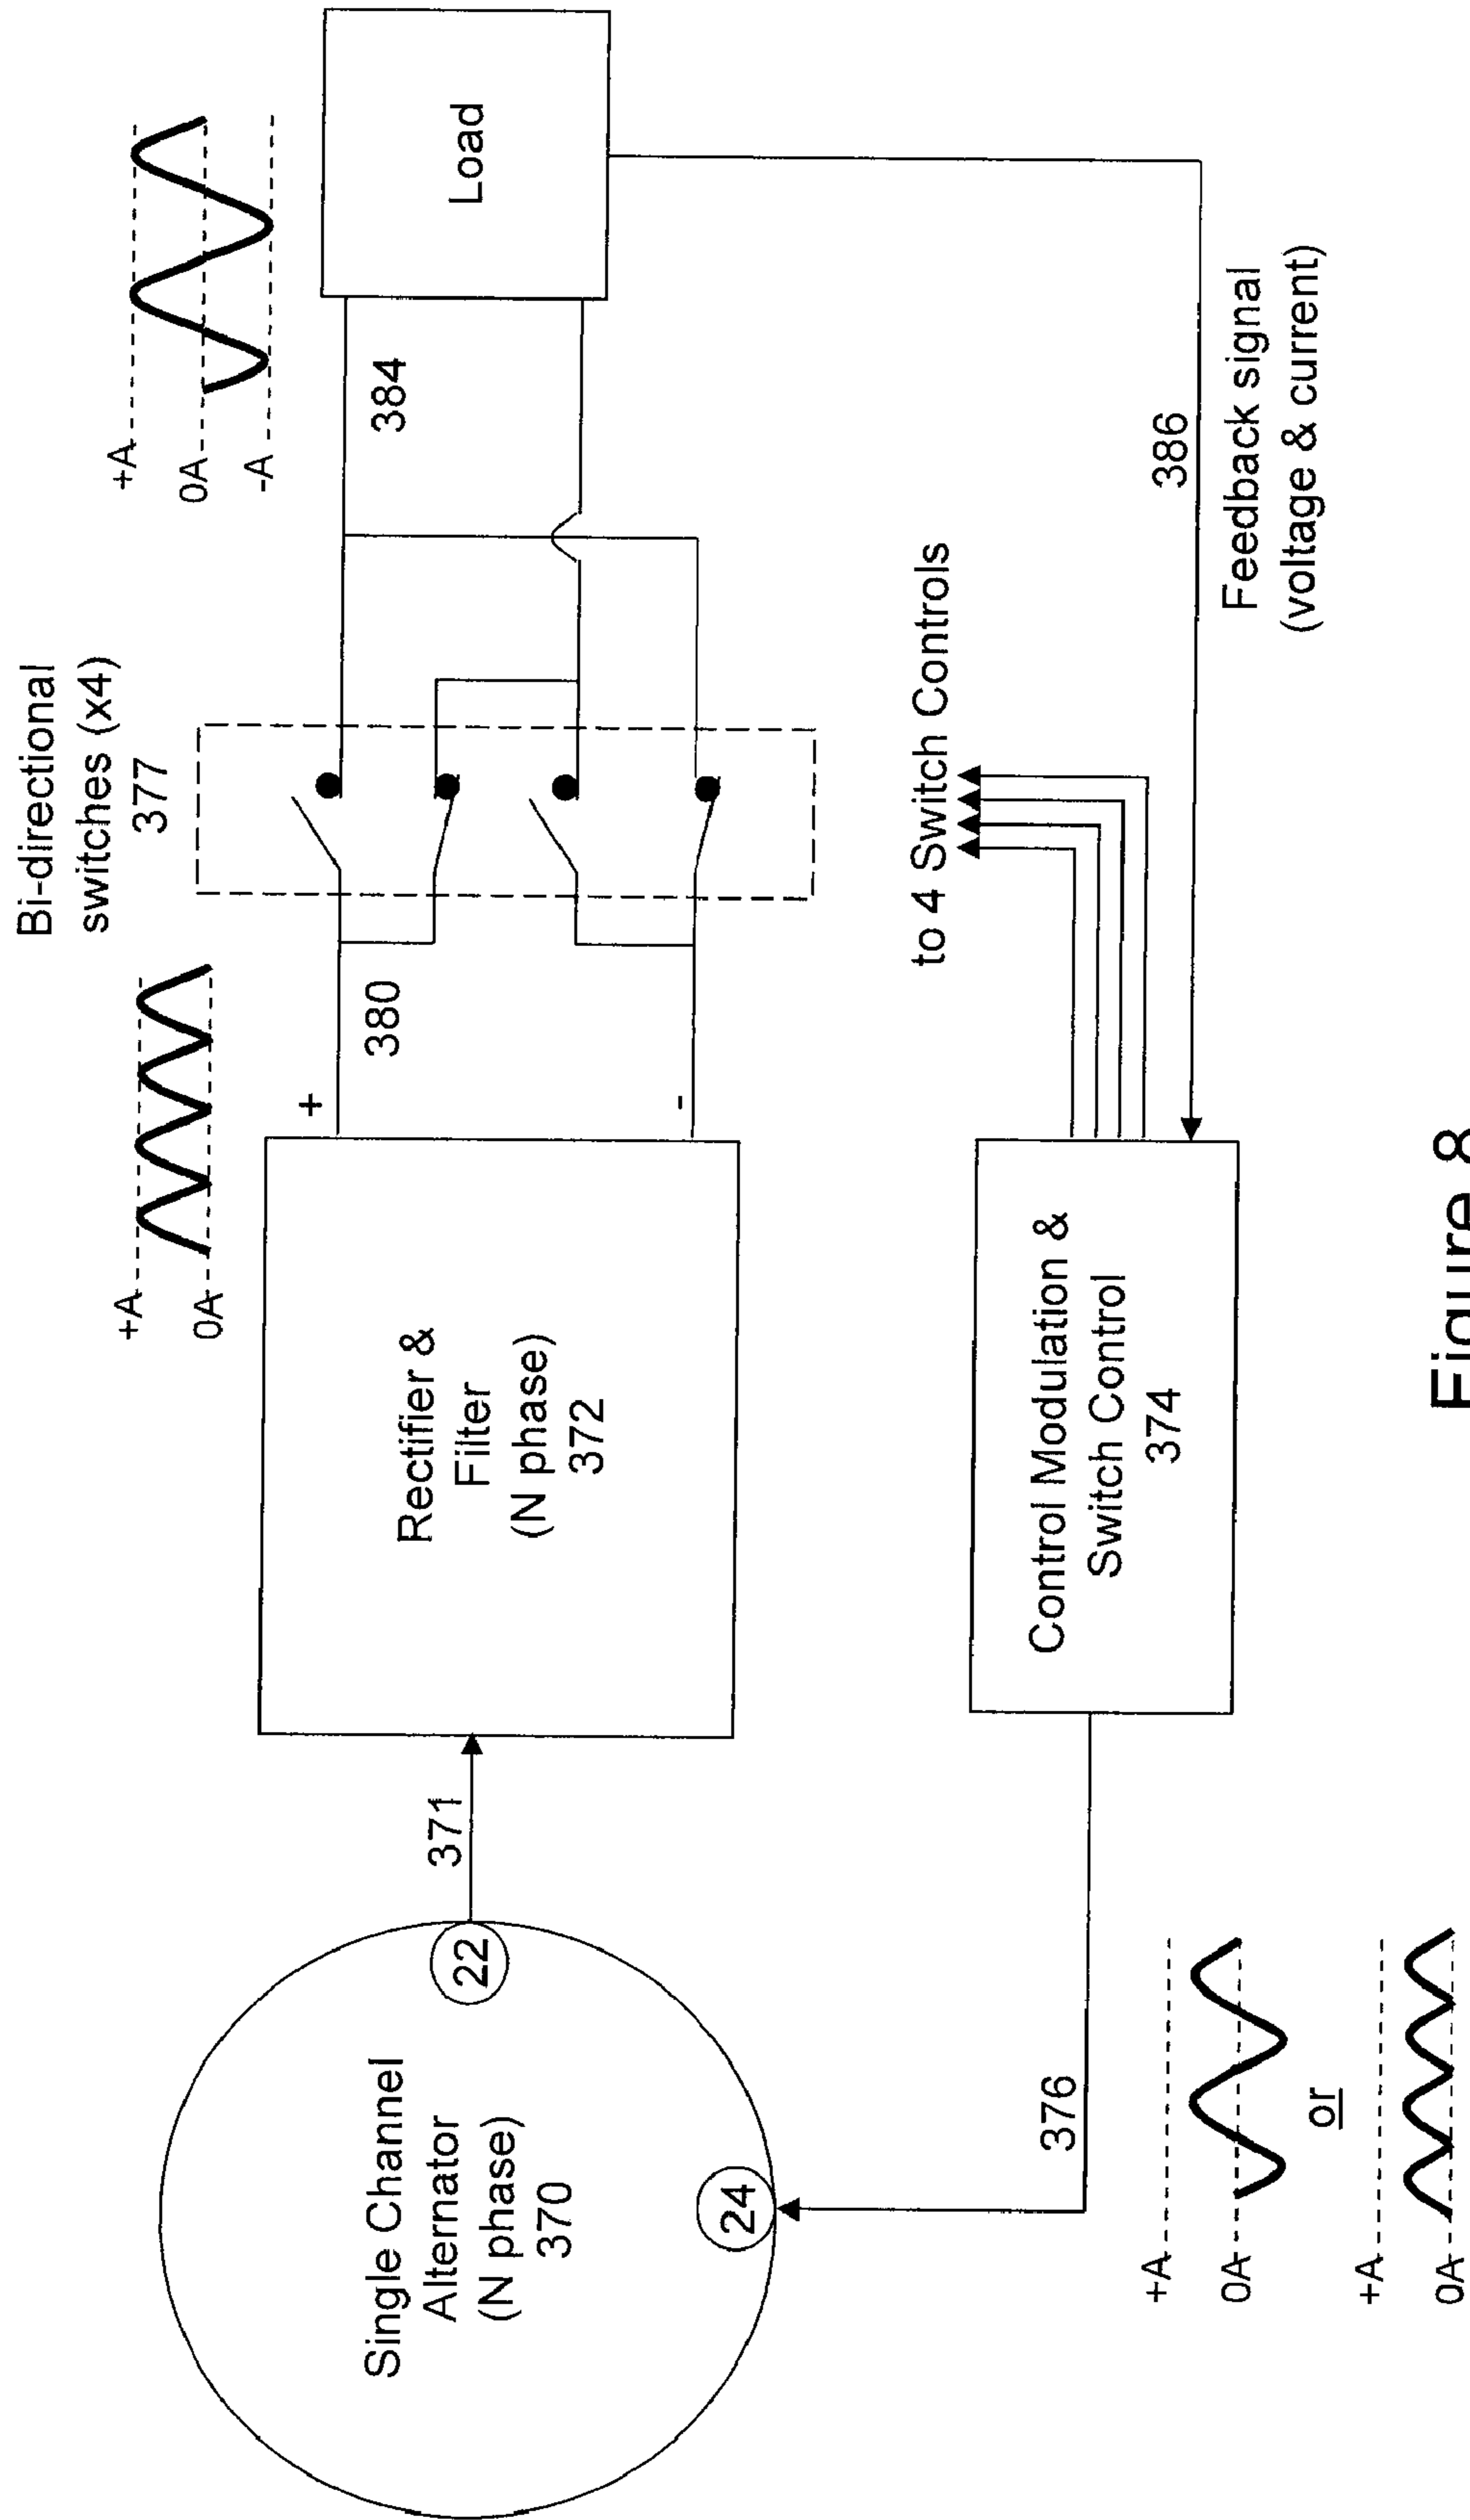 Single Channel
Alternator
(N phase)
370
22
24
371
Rectifier &
Filter
(N phase)
372
+A
0A
+
-
380
Bi-directional
switches (x4)
377
+A
0A
-A
384
Load
376
Control Modulation &
Switch Control
374
to 4 Switch Controls
386
Feedback signal
(voltage & current)
+A
0A
or
+A
0A
Figure 8